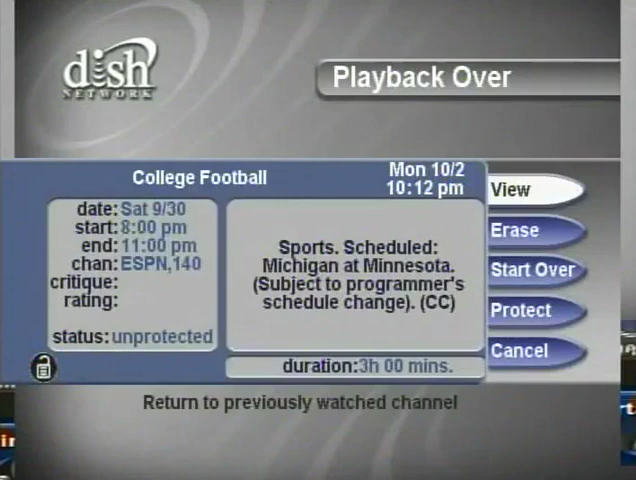 dish
NETWORK
Playback Over
College Football
Mon 10/2
10:12 pm
date: Sat 9/30
start: 8:00 pm
end: 11:00 pm
chan: ESPN,140
critique:
rating:
status: unprotected
Sports. Scheduled:
Michigan at Minnesota.
(Subject to programmer's
schedule change). (CC)
duration:3h 00 mins.
View
Erase
Start Over
Protect
Cancel
Return to previously watched channel